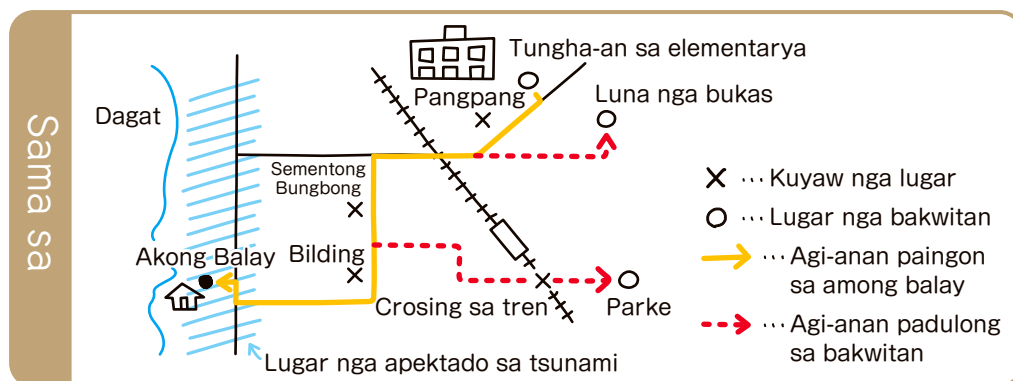 Sama sa
Tungha-an sa elementarya
Pangpang
Luna nga bukas
Dagat
Sementong
Bungbong
Akong Balay
Bilding
Crosing sa tren
Parke
Lugar nga apektado sa tsunami
× … Kuyaw nga lugar
○ … Lugar nga bakwitan
… Agi-anan paingon
sa among balay
… Agi-anan padulong
sa bakwitan